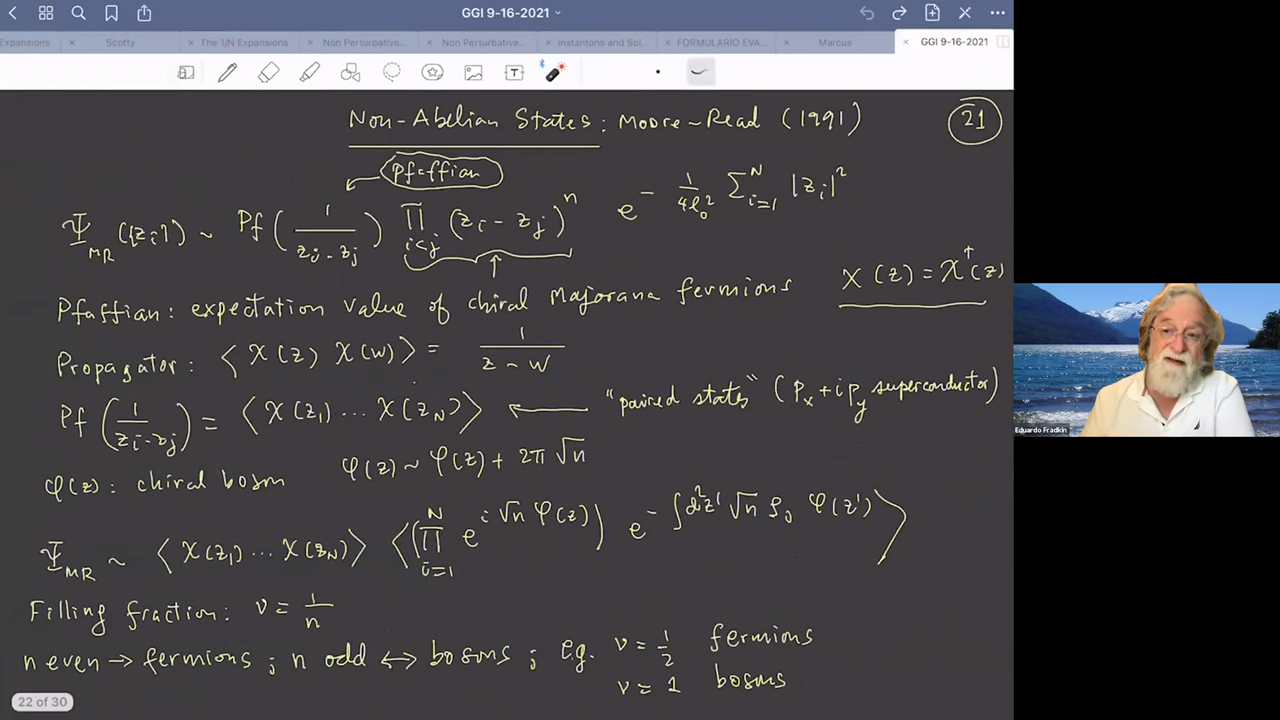 GGI 9-16-2021
Expansions
Scotty
The 1/N Expansions
Non Perturbative...
Non Perturbative...
Instantons and Sol...
FORMULARIO EVA...
Marcus
GGI 9-16-2021
Non-Abelian States: Moore-Read (1991)
21
Pfaffian
Ψ_MR({z_i}) ~ Pf(1/(z_i - z_j)) ∏_{i<j} (z_i - z_j)^n e^{- 1/(4ℓ_0^2) Σ_{i=1}^N |z_i|^2}
Pfaffian: expectation value of chiral Majorana fermions χ(z) = χ†(z)
Propagator: ⟨χ(z) χ(w)⟩ = 1/(z - w)
Pf(1/(z_i - z_j)) = ⟨χ(z_1) ... χ(z_N)⟩ ← "paired states" (p_x + i p_y superconductor)
φ(z): chiral boson φ(z) ~ φ(z) + 2π √n
Ψ_MR ~ ⟨χ(z_1) ... χ(z_N)⟩ ⟨(∏_{i=1}^N e^{i √n φ(z)}) e^{- ∫d^2z' √n ρ_0 φ(z')}⟩
Filling fraction: ν = 1/n
n even → fermions ; n odd ↔ bosons ; e.g. ν = 1/2 fermions
ν = 1 bosons
22 of 30
Eduardo Fradkin